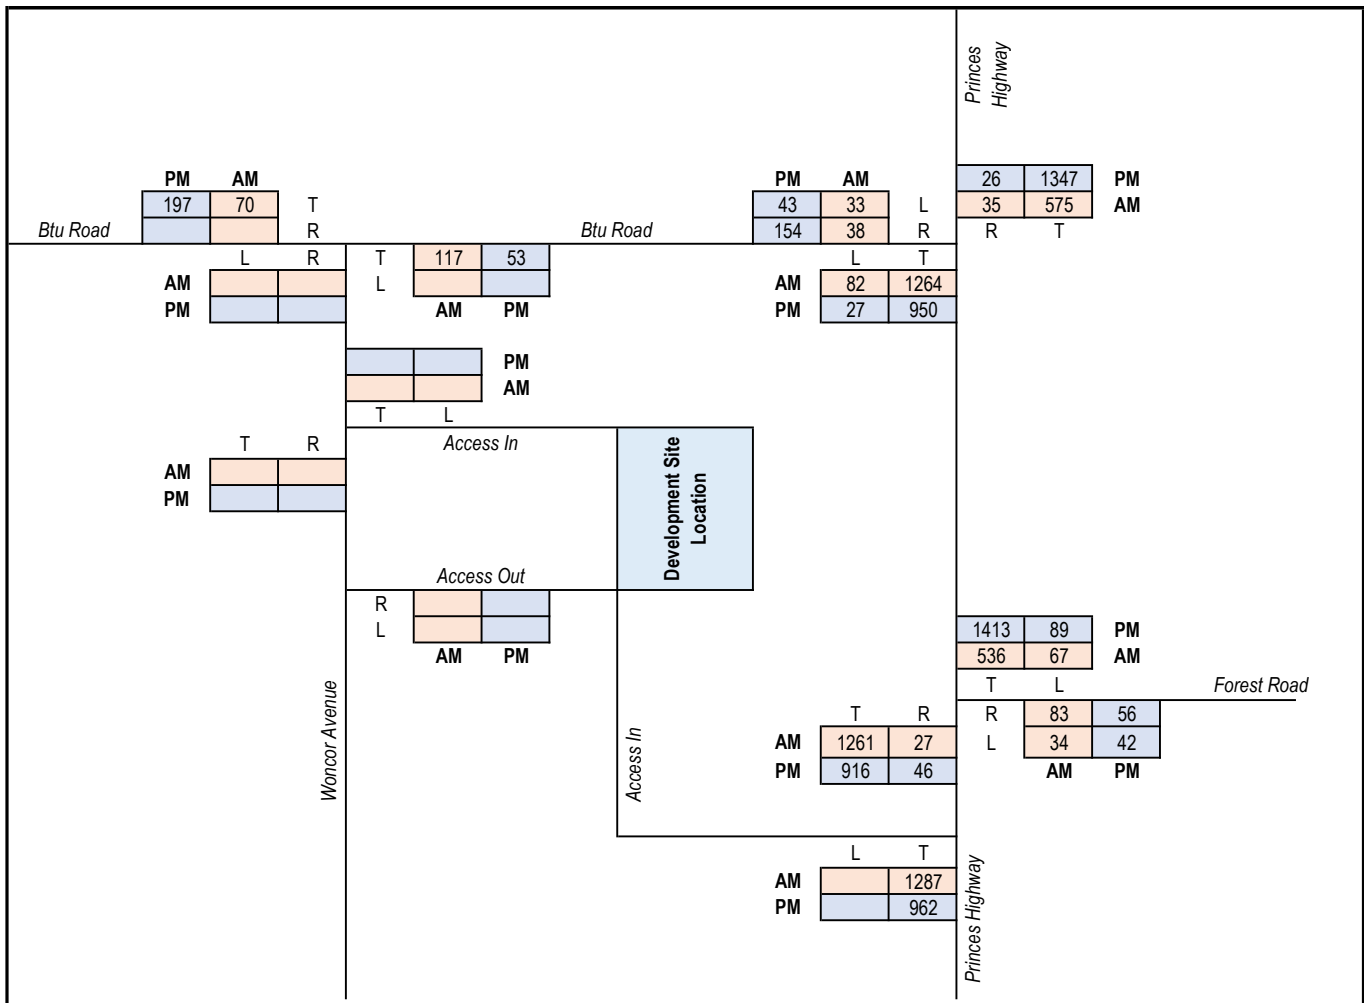 Princes
Highway
PM AM
197 70 T
R
Btu Road
L R
AM
PM
T 117 53
L
AM PM
Btu Road
PM AM
43 33 L
154 38 R
26 1347 PM
35 575 AM
R T
L T
AM 82 1264
PM 27 950
PM
AM
T L
Access In
T R
AM
PM
Development Site
Location
Access Out
R
L
AM PM
Woncor Avenue
Access In
1413 89 PM
536 67 AM
T L
Forest Road
R 83 56
L 34 42
AM PM
T R
AM 1261 27
PM 916 46
L T
AM 1287
PM 962
Princes Highway